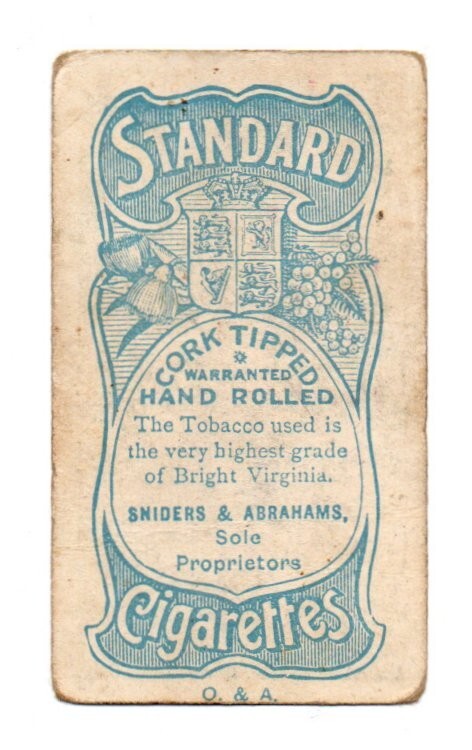 STANDARD
CORK TIPPED
WARRANTED
HAND ROLLED
The Tobacco used is
the very highest grade
of Bright Virginia.
SNIDERS & ABRAHAMS,
Sole
Proprietors
Cigarettes
O. & A.